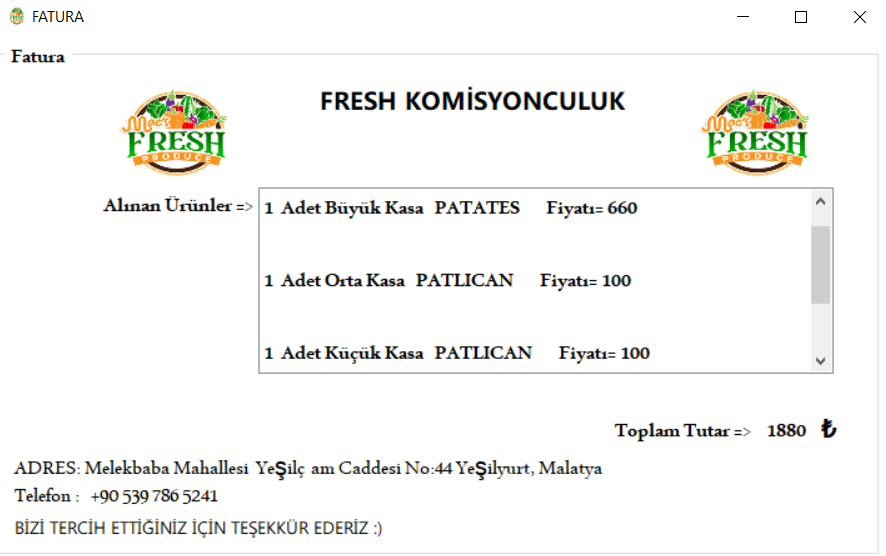 FATURA
Fatura
FRESH KOMİSYONCULUK
Mac's
FRESH
PRODUCE
Mac's
FRESH
PRODUCE
Alınan Ürünler => 1 Adet Büyük Kasa PATATES Fiyatı= 660
1 Adet Orta Kasa PATLICAN Fiyatı= 100
1 Adet Küçük Kasa PATLICAN Fiyatı= 100
Toplam Tutar => 1880 ₺
ADRES: Melekbaba Mahallesi YeŞilç am Caddesi No:44 YeŞilyurt, Malatya
Telefon : +90 539 786 5241
BİZİ TERCİH ETTİĞİNİZ İÇİN TEŞEKKÜR EDERİZ :)